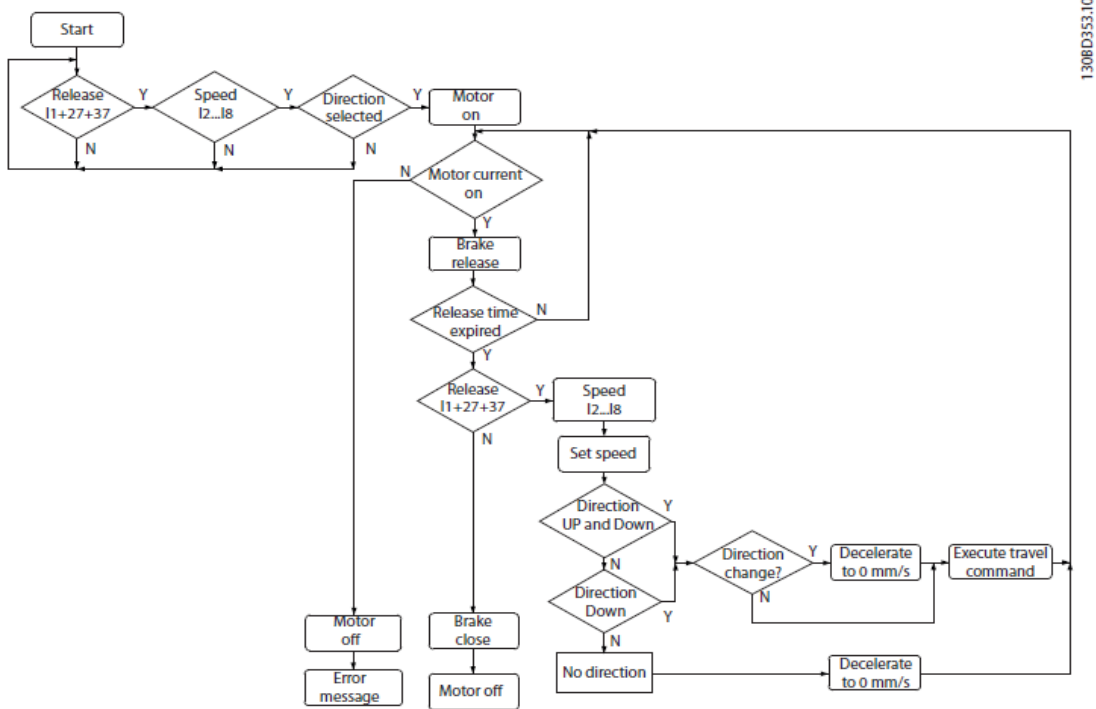 130BD353.10
Start
Release
I1+27+37
Y
Speed
I2...I8
Y
Direction
selected
Y
Motor
on
N
N
N
N
Motor current
on
Y
Brake
release
Release time
expired
N
Y
Release
I1+27+37
Y
Speed
I2...I8
N
Set speed
Direction
UP and Down
Y
N
Direction
change?
Y
Decelerate
to 0 mm/s
Execute travel
command
N
Direction
Down
Y
N
Motor
off
Brake
close
No direction
Decelerate
to 0 mm/s
Error
message
Motor off